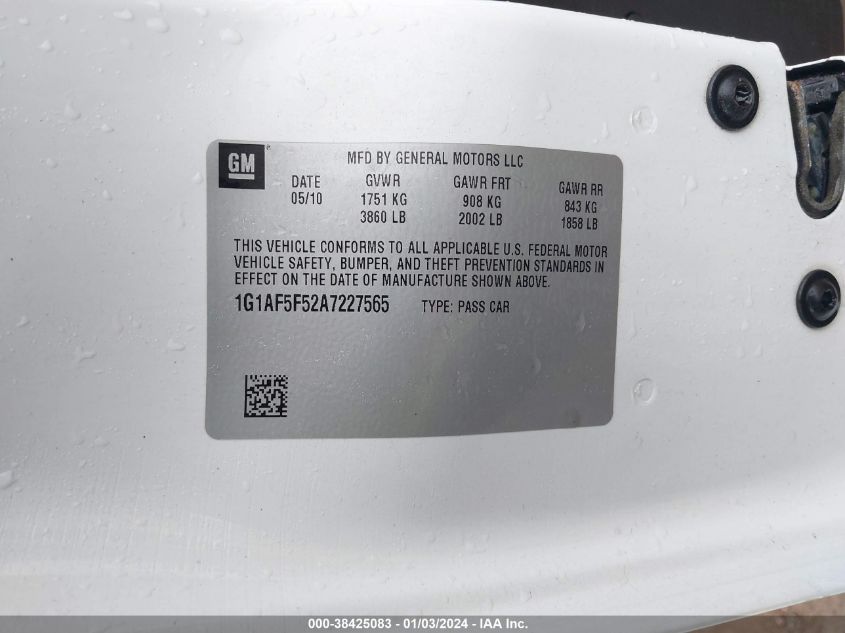 GM ® MFD BY GENERAL MOTORS LLC
DATE GVWR GAWR FRT GAWR RR
05/10 1751 KG 908 KG 843 KG
3860 LB 2002 LB 1858 LB
THIS VEHICLE CONFORMS TO ALL APPLICABLE U.S. FEDERAL MOTOR
VEHICLE SAFETY, BUMPER, AND THEFT PREVENTION STANDARDS IN
EFFECT ON THE DATE OF MANUFACTURE SHOWN ABOVE.
1G1AF5F52A7227565 TYPE: PASS CAR
000-38425083 - 01/03/2024 - IAA Inc.